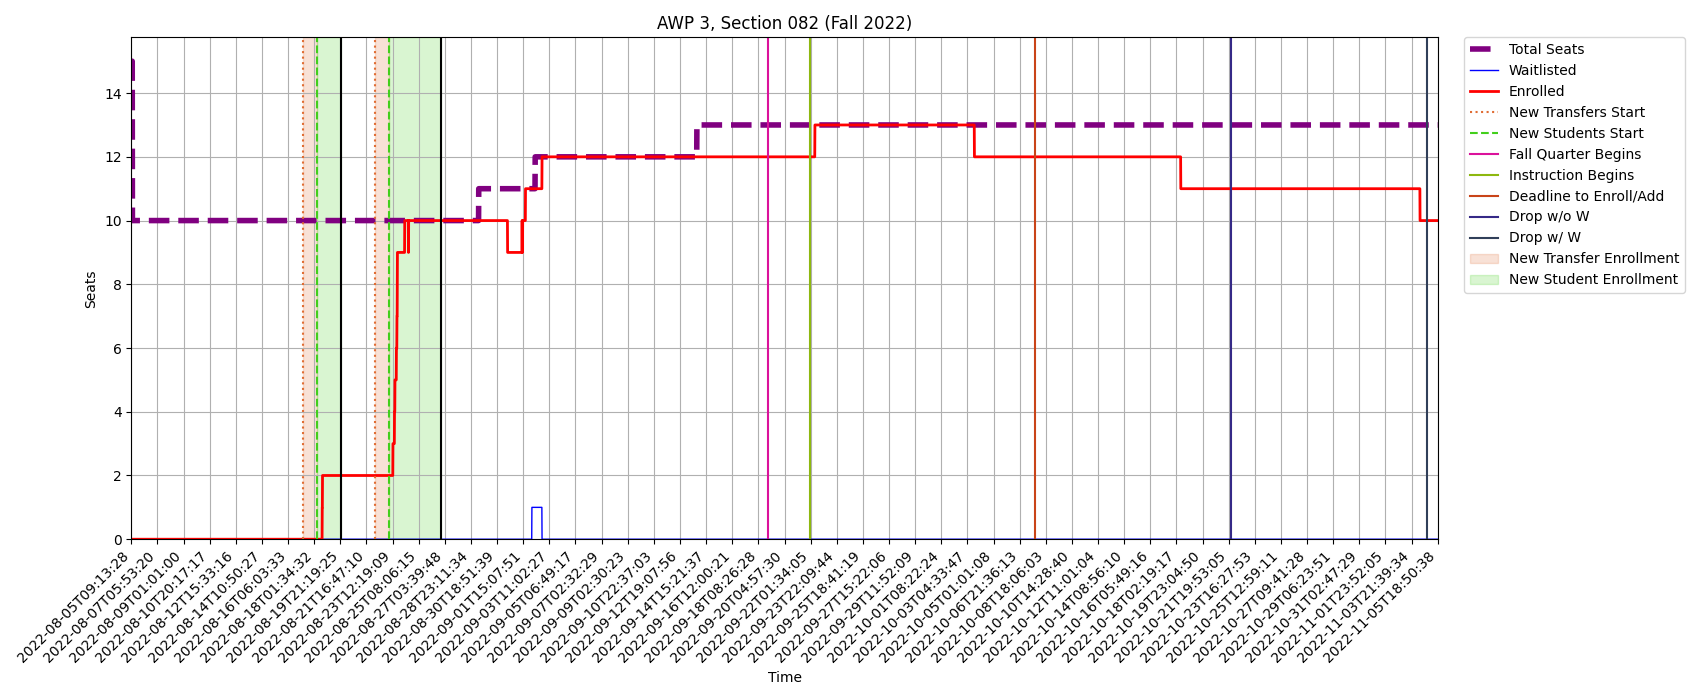 AWP 3, Section 082 (Fall 2022)
Total Seats
Waitlisted
Enrolled
New Transfers Start
New Students Start
Fall Quarter Begins
Instruction Begins
Deadline to Enroll/Add
Drop w/o W
Drop w/ W
New Transfer Enrollment
New Student Enrollment
Seats
14
12
10
8
6
4
2
0
2022-08-05T09:13:28
2022-08-07T05:53:20
2022-08-09T01:01:00
2022-08-10T20:17:17
2022-08-12T15:33:16
2022-08-14T10:50:27
2022-08-16T06:03:33
2022-08-18T01:34:32
2022-08-19T21:19:25
2022-08-21T16:47:10
2022-08-23T12:19:09
2022-08-25T08:06:15
2022-08-27T03:39:48
2022-08-28T23:11:34
2022-08-30T18:51:39
2022-09-01T15:07:51
2022-09-03T11:02:27
2022-09-05T06:49:17
2022-09-07T02:32:29
2022-09-09T02:30:23
2022-09-10T22:37:03
2022-09-12T19:07:56
2022-09-14T15:21:37
2022-09-16T12:00:21
2022-09-18T08:26:28
2022-09-20T04:57:30
2022-09-22T01:34:05
2022-09-23T22:09:44
2022-09-25T18:41:19
2022-09-27T15:22:06
2022-09-29T11:52:09
2022-10-01T08:22:24
2022-10-03T04:33:47
2022-10-05T01:01:08
2022-10-06T21:36:13
2022-10-08T18:06:03
2022-10-10T14:28:40
2022-10-12T11:01:04
2022-10-14T08:56:10
2022-10-16T05:49:16
2022-10-18T02:19:17
2022-10-19T23:04:50
2022-10-21T19:53:05
2022-10-23T16:27:53
2022-10-25T12:59:11
2022-10-27T09:41:28
2022-10-29T06:23:51
2022-10-31T02:47:29
2022-11-01T23:52:05
2022-11-03T21:39:34
2022-11-05T18:50:38
Time